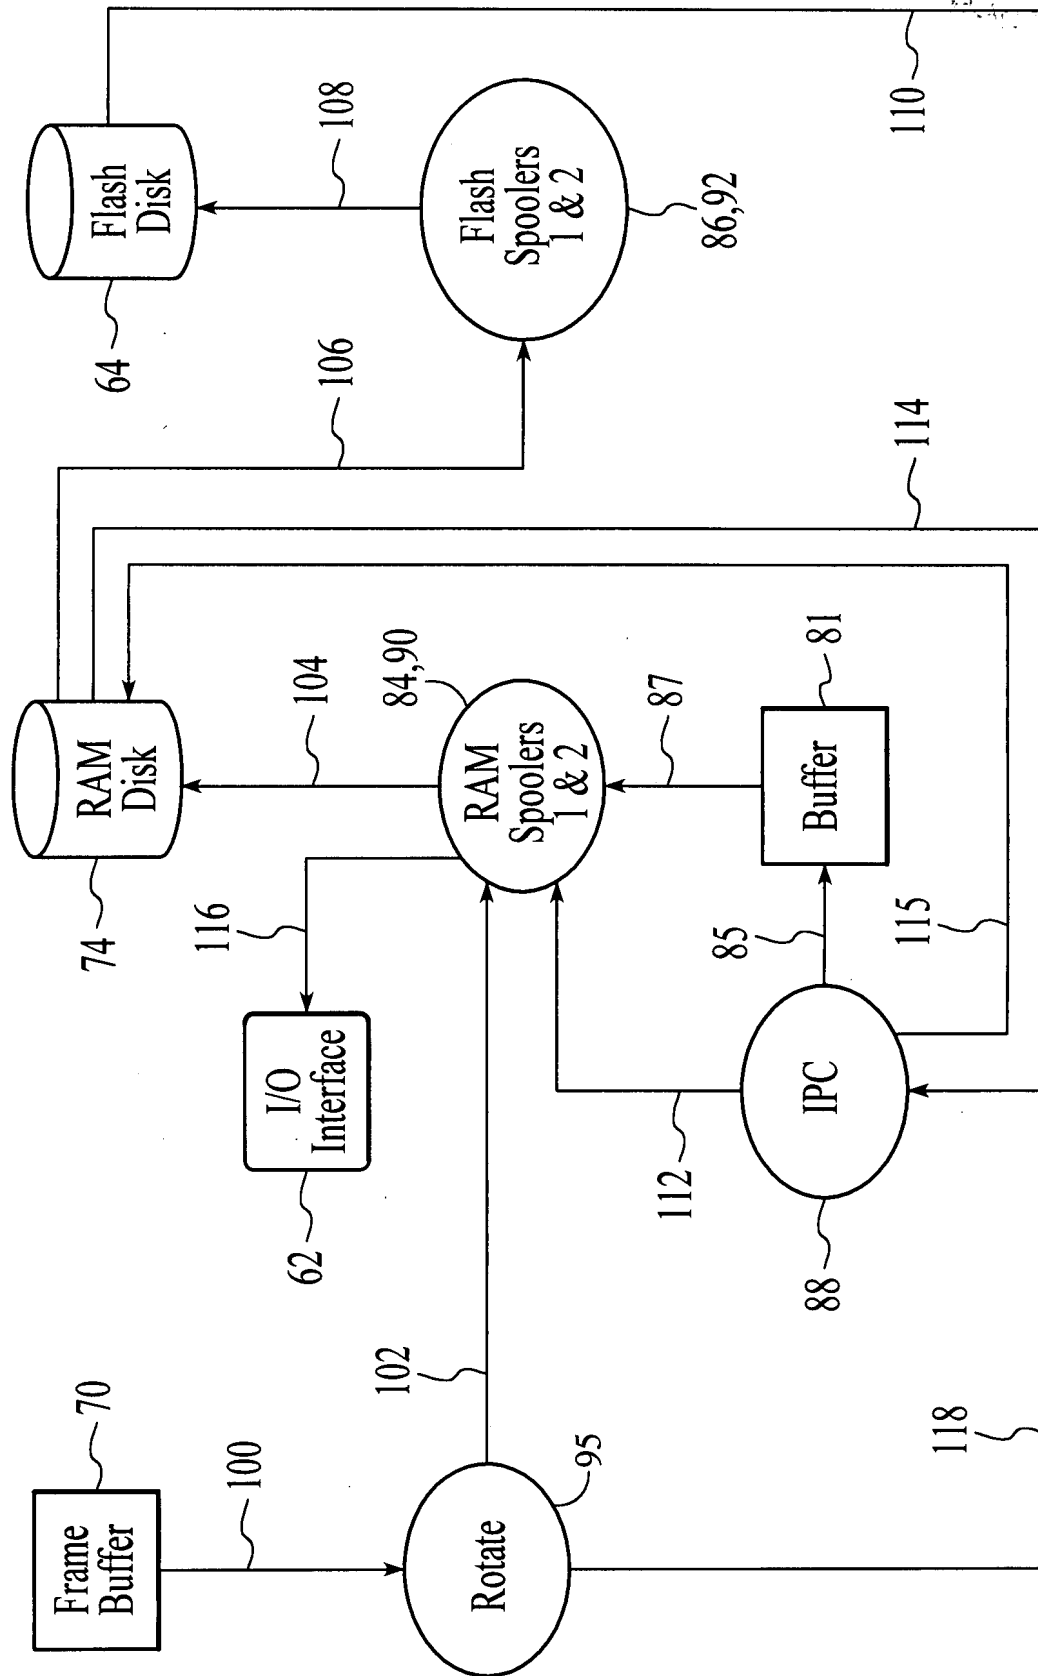 Frame
Buffer
70
74
RAM
Disk
64
Flash
Disk
100
116
I/O
Interface
62
104
106
108
102
84,90
RAM
Spoolers
1 & 2
Flash
Spoolers
1 & 2
Rotate
95
112
87
86,92
85
81
IPC
Buffer
88
118
115
114
110